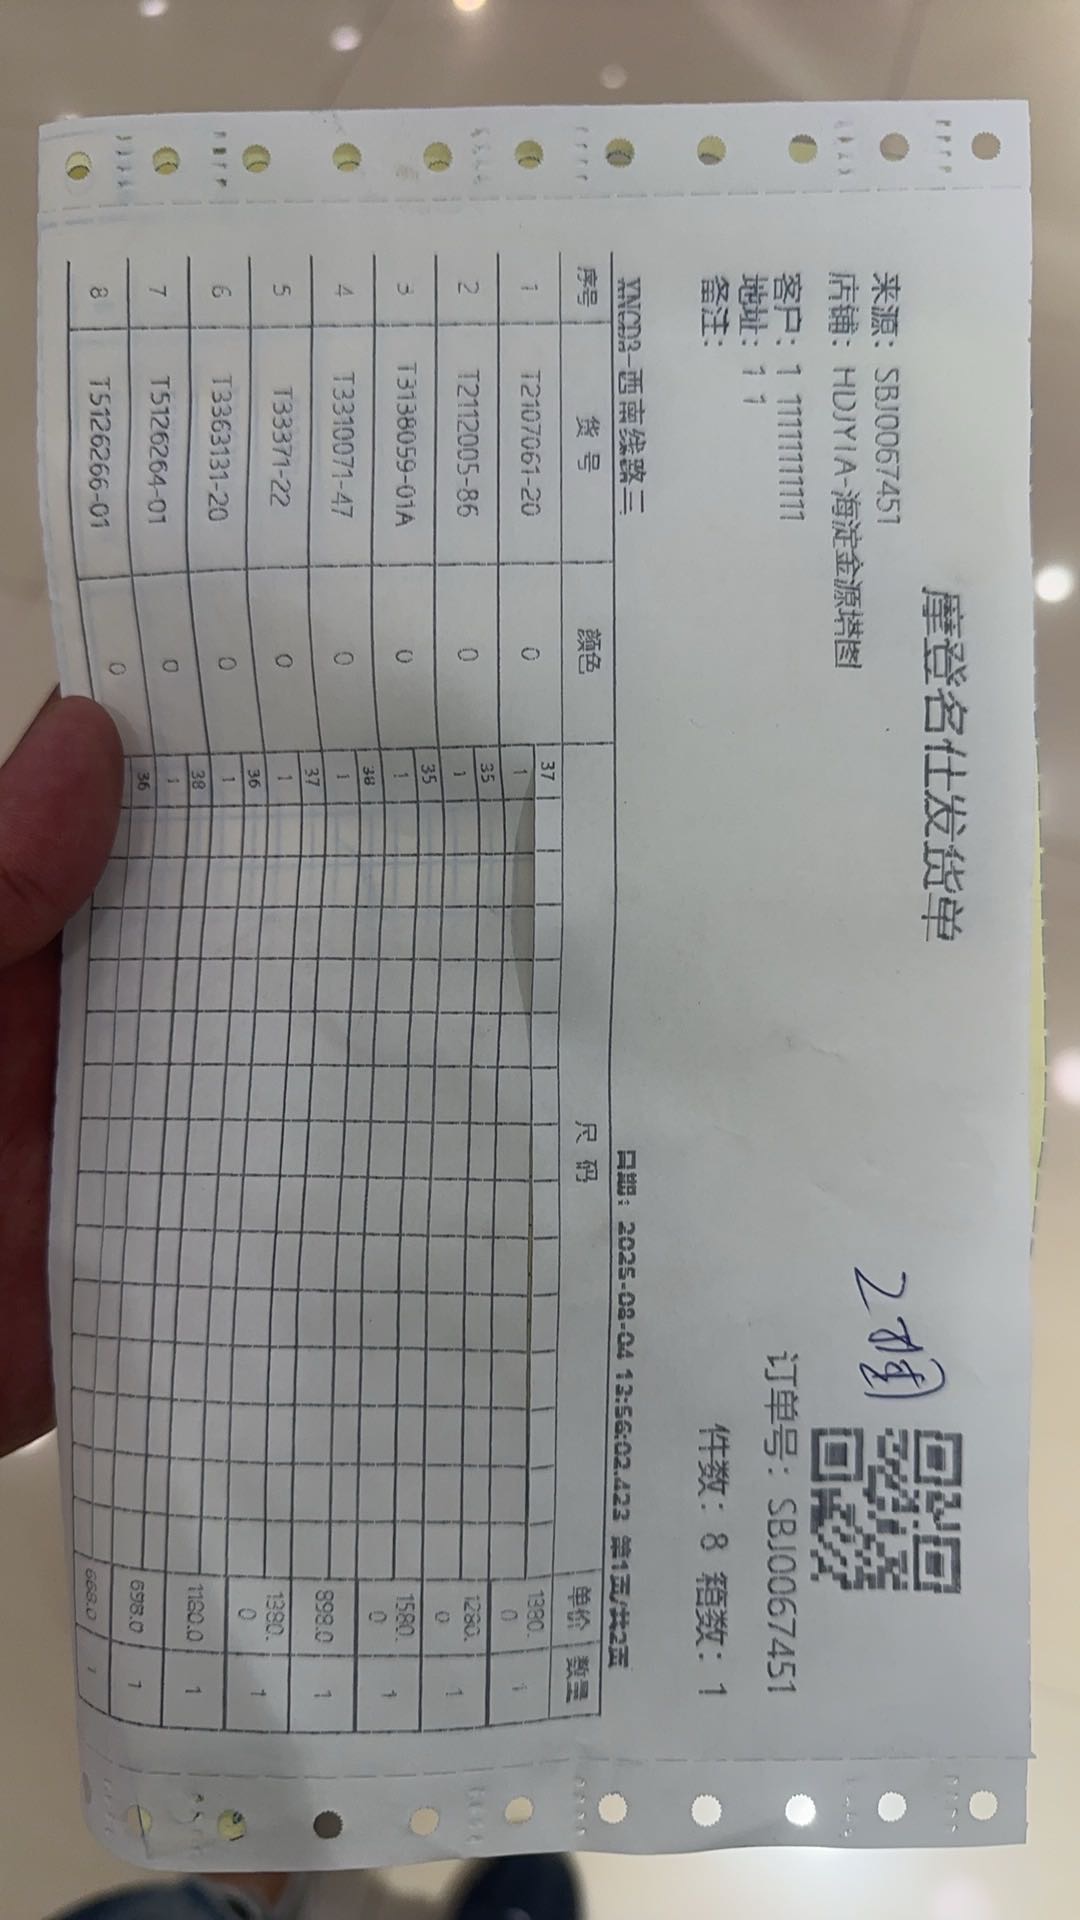 摩登名仕发货单
来源: SBJ0067451
店铺: HDJYIA-海淀金源塔图
客户: 1 11111111111
订单号: SBJ0067451
地址: 1 1
备注:
件数: 8 箱数: 1
XNCD3-西南线路三 日期: 2025-08-04 13:56:02.423 第1页/共2页
序号 货号 颜色 尺码 单价 数量
37
1 T2107061-20 0 1 1380.0 1
35
2 T2112005-86 0 1 1280.0 1
35
3 T3138059-01A 0 1 1580.0 1
38
4 T3310071-47 0 1 898.0 1
37
5 T33371-22 0 1 1380.0 1
36
6 T3363131-20 0 1 1180.0 1
38
7 T5126264-01 0 1 698.0 1
36
8 T5126266-01 0 668.0 1